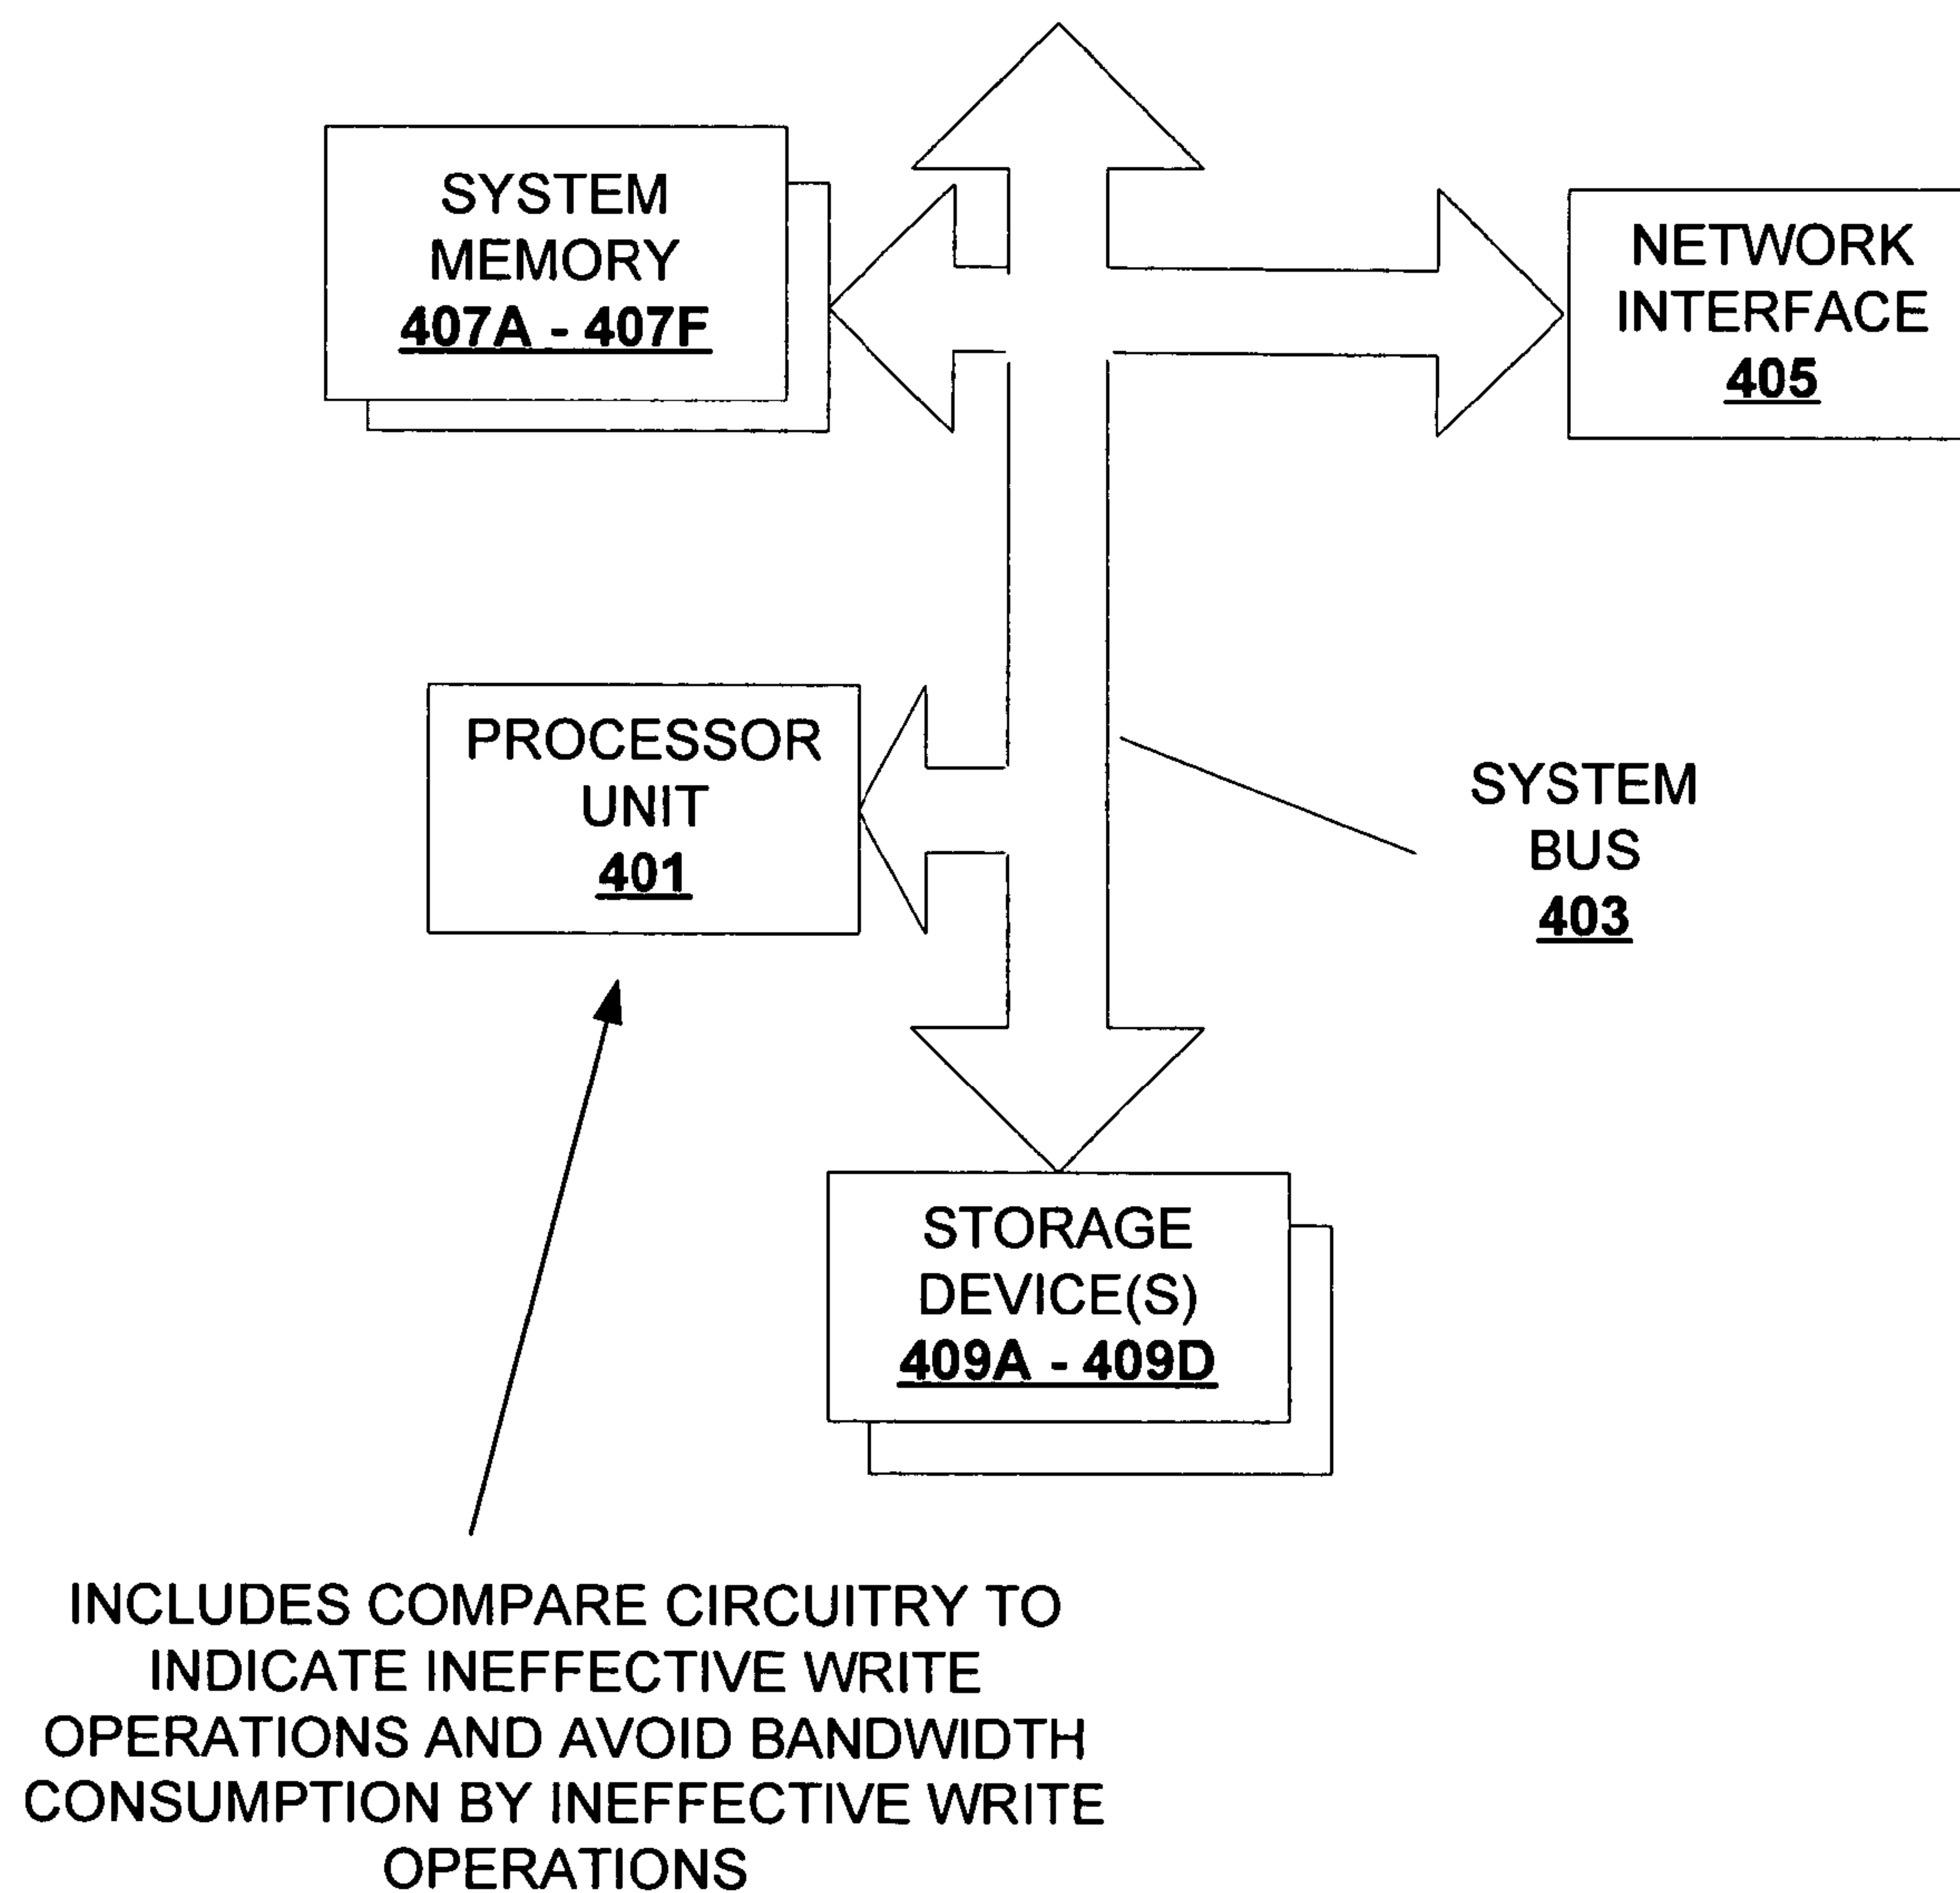 SYSTEM
MEMORY
407A - 407F
NETWORK
INTERFACE
405
PROCESSOR
UNIT
401
SYSTEM
BUS
403
STORAGE
DEVICE(S)
409A - 409D
INCLUDES COMPARE CIRCUITRY TO
INDICATE INEFFECTIVE WRITE
OPERATIONS AND AVOID BANDWIDTH
CONSUMPTION BY INEFFECTIVE WRITE
OPERATIONS